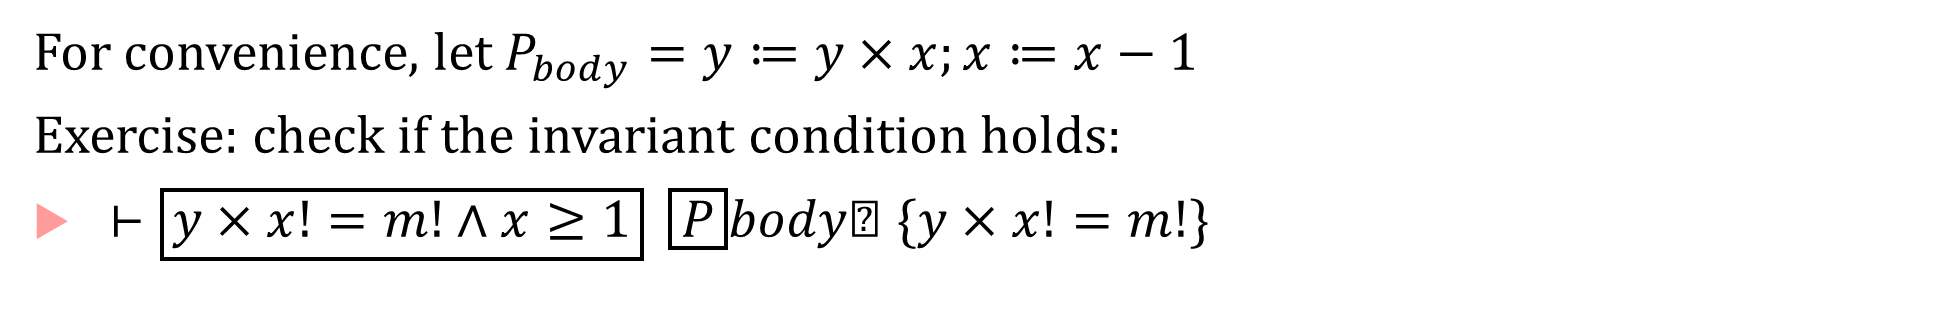 For convenience, let P_body = y ≔ y × x; x ≔ x − 1
Exercise: check if the invariant condition holds:
⊢ y × x! = m! ∧ x ≥ 1 P body⍰ {y × x! = m!}